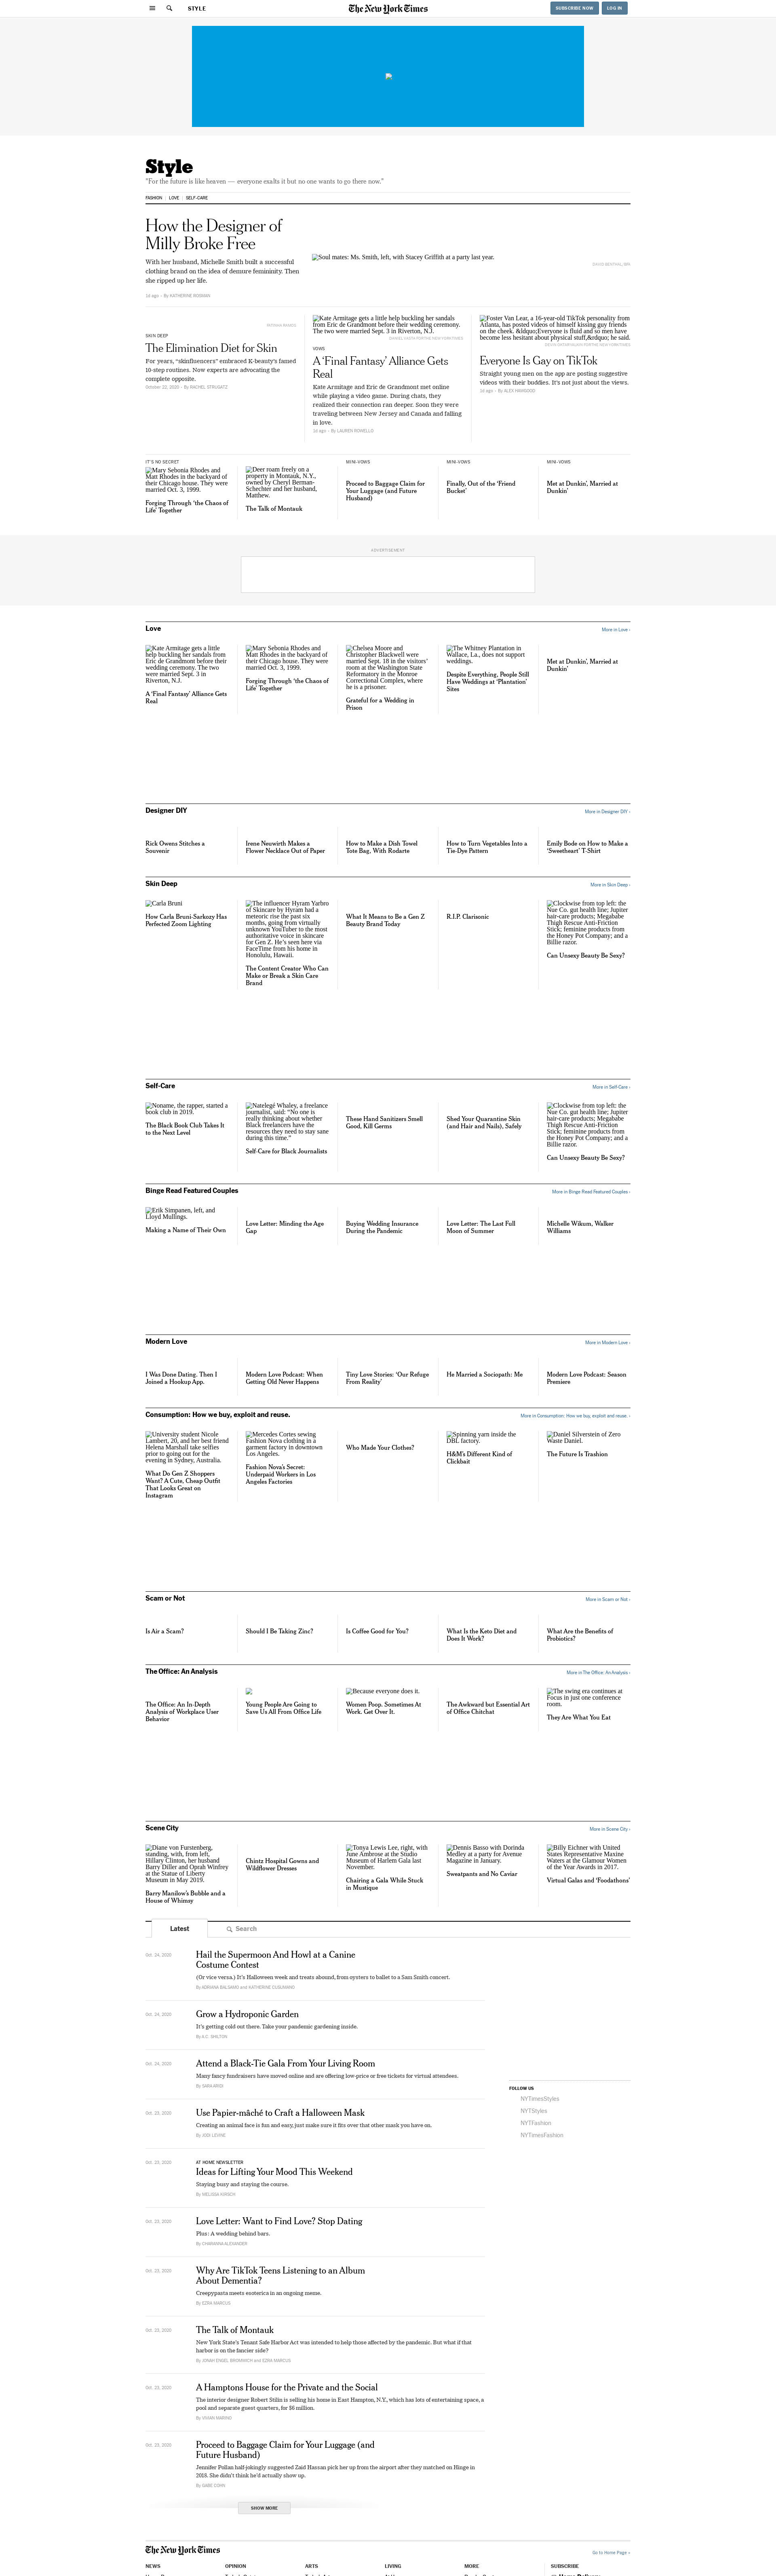 STYLE
The New York Times
SUBSCRIBE NOW
LOG IN
Style
"For the future is like heaven — everyone exalts it but no one wants to go there now."
FASHION
LOVE
SELF-CARE
How the Designer of
Milly Broke Free
With her husband, Michelle Smith built a successful
clothing brand on the idea of demure femininity. Then
she ripped up her life.
1d ago
Soul mates: Ms. Smith, left, with Stacey Griffith at a party last year.
SKIN DEEP
The Elimination Diet for Skin
For years, “skinfluencers” embraced K-beauty’s famed
10-step routines. Now experts are advocating the
complete opposite.
October 22, 2020 - By RACHEL STRUGATZ
Kate Armitage gets a little help buckling her sandals
from Eric de Grandmont before their wedding ceremony.
The two were married Sept. 3 in Riverton, N.J.
VOWS
A ‘Final Fantasy’ Alliance Gets
Real
Kate Armitage and Eric de Grandmont met online
while playing a video game. During chats, they
realized their connection ran deeper. Soon they were
traveling between New Jersey and Canada and falling
in love.
Foster Van Lear, a 16-year-old TikTok personality from
Atlanta, has posted videos of himself kissing guy friends
on the cheek. &ldquo;Everyone is fluid and so men have
become less hesitant about physical stuff,&rdquo; he said.
Everyone Is Gay on TikTok
Straight young men on the app are posting suggestive
videos with their buddies. It’s not just about the views.
1d ago - By ALEX HAWGOOD
IT’S NO SECRET
Mary Sebonia Rhodes and
Matt Rhodes in the backyard of
their Chicago house. They were
married Oct. 3, 1999.
Forging Through ‘the Chaos of
Life’ Together
Deer roam freely on a
property in Montauk, N.Y.,
owned by Cheryl Berman-
Schechter and her husband,
Matthew.
The Talk of Montauk
MINI-VOWS
Proceed to Baggage Claim for
Your Luggage (and Future
Husband)
MINI-VOWS
Finally, Out of the ‘Friend
Bucket’
MINI-VOWS
Met at Dunkin’, Married at
Dunkin’
ADVERTISEMENT
Love
More in Love ›
Kate Armitage gets a little
help buckling her sandals from
Eric de Grandmont before
their wedding ceremony. The
two were married Sept. 3 in
Riverton, N.J.
A ‘Final Fantasy’ Alliance Gets
Real
Mary Sebonia Rhodes and
Matt Rhodes in the backyard of
their Chicago house. They were
married Oct. 3, 1999.
Forging Through ‘the Chaos of
Life’ Together
Chelsea Moore and
Christopher Blackwell were
married Sept. 18 in the visitors’
room at the Washington State
Reformatory in the Monroe
Correctional Complex, where
he is a prisoner.
Grateful for a Wedding in
Prison
The Whitney Plantation in
Wallace, La., does not support
weddings.
Despite Everything, People Still
Have Weddings at ‘Plantation’
Sites
Met at Dunkin’, Married at
Dunkin’
Designer DIY
More in Designer DIY ›
Rick Owens Stitches a
Souvenir
Irene Neuwirth Makes a
Flower Necklace Out of Paper
How to Make a Dish Towel
Tote Bag, With Rodarte
How to Turn Vegetables Into a
Tie-Dye Pattern
Emily Bode on How to Make a
‘Sweetheart’ T-Shirt
Skin Deep
More in Skin Deep ›
Carla Bruni
How Carla Bruni-Sarkozy Has
Perfected Zoom Lighting
The influencer Hyram Yarbro
of Skincare by Hyram had a
meteoric rise the past six
months, going from virtually
unknown YouTuber to the most
authoritative voice in skincare
for Gen Z. He’s seen here via
FaceTime from his home in
Honolulu, Hawaii.
The Content Creator Who Can
Make or Break a Skin Care
Brand
What It Means to Be a Gen Z
Beauty Brand Today
R.I.P. Clarisonic
Clockwise from top left: the
Nue Co. gut health line; Jupiter
hair-care products; Megababe
Thigh Rescue Anti-Friction
Stick; feminine products from
the Honey Pot Company; and a
Billie razor.
Can Unsexy Beauty Be Sexy?
Self-Care
More in Self-Care ›
Noname, the rapper, started a
book club in 2019.
The Black Book Club Takes It
to the Next Level
Natelegé Whaley, a freelance
journalist, said: “No one is
really thinking about whether
Black freelancers have the
resources they need to stay sane
during this time.”
Self-Care for Black Journalists
These Hand Sanitizers Smell
Good, Kill Germs
Shed Your Quarantine Skin
(and Hair and Nails), Safely
Clockwise from top left: the
Nue Co. gut health line; Jupiter
hair-care products; Megababe
Thigh Rescue Anti-Friction
Stick; feminine products from
the Honey Pot Company; and a
Billie razor.
Can Unsexy Beauty Be Sexy?
Binge Read Featured Couples
More in Binge Read Featured Couples ›
Erik Simpanen, left, and
Lloyd Mullings.
Making a Name of Their Own
Love Letter: Minding the Age
Gap
Buying Wedding Insurance
During the Pandemic
Love Letter: The Last Full
Moon of Summer
Michelle Wikum, Walker
Williams
Modern Love
More in Modern Love ›
I Was Done Dating. Then I
Joined a Hookup App.
Modern Love Podcast: When
Getting Old Never Happens
Tiny Love Stories: ‘Our Refuge
From Reality’
He Married a Sociopath: Me
Modern Love Podcast: Season
Premiere
Consumption: How we buy, exploit and reuse.
More in Consumption: How we buy, exploit and reuse. ›
University student Nicole
Lambert, 20, and her best friend
Helena Marshall take selfies
prior to going out for the
evening in Sydney, Australia.
What Do Gen Z Shoppers
Want? A Cute, Cheap Outfit
That Looks Great on
Instagram
Mercedes Cortes sewing
Fashion Nova clothing in a
garment factory in downtown
Los Angeles.
Fashion Nova’s Secret:
Underpaid Workers in Los
Angeles Factories
Who Made Your Clothes?
Spinning yarn inside the
DBL factory.
H&M’s Different Kind of
Clickbait
Daniel Silverstein of Zero
Waste Daniel.
The Future Is Trashion
Scam or Not
More in Scam or Not ›
Is Air a Scam?
Should I Be Taking Zinc?
Is Coffee Good for You?
What Is the Keto Diet and
Does It Work?
What Are the Benefits of
Probiotics?
The Office: An Analysis
More in The Office: An Analysis ›
The Office: An In-Depth
Analysis of Workplace User
Behavior
Young People Are Going to
Save Us All From Office Life
Because everyone does it.
Women Poop. Sometimes At
Work. Get Over It.
The Awkward but Essential Art
of Office Chitchat
The swing era continues at
Focus in just one conference
room.
They Are What You Eat
Scene City
More in Scene City ›
Diane von Furstenberg,
standing, with, from left,
Hillary Clinton, her husband
Barry Diller and Oprah Winfrey
at the Statue of Liberty
Museum in May 2019.
Barry Manilow’s Bubble and a
House of Whimsy
Chintz Hospital Gowns and
Wildflower Dresses
Tonya Lewis Lee, right, with
June Ambrose at the Studio
Museum of Harlem Gala last
November.
Chairing a Gala While Stuck
in Mustique
Dennis Basso with Dorinda
Medley at a party for Avenue
Magazine in January.
Sweatpants and No Caviar
Billy Eichner with United
States Representative Maxine
Waters at the Glamour Women
of the Year Awards in 2017.
Virtual Galas and ‘Foodathons’
Latest
Search
Oct. 24, 2020
Hail the Supermoon And Howl at a Canine
Costume Contest
(Or vice versa.) It’s Halloween week and treats abound, from oysters to ballet to a Sam Smith concert.
By ADRIANA BALSAMO and KATHERINE CUSUMANO
Oct. 24, 2020
Grow a Hydroponic Garden
It’s getting cold out there. Take your pandemic gardening inside.
By A.C. SHILTON
Oct. 24, 2020
Attend a Black-Tie Gala From Your Living Room
Many fancy fundraisers have moved online and are offering low-price or free tickets for virtual attendees.
By SARA ARIDI
Oct. 23, 2020
Use Papier-mâché to Craft a Halloween Mask
Creating an animal face is fun and easy, just make sure it fits over that other mask you have on.
By JODI LEVINE
Oct. 23, 2020
AT HOME NEWSLETTER
Ideas for Lifting Your Mood This Weekend
Staying busy and staying the course.
By MELISSA KIRSCH
Oct. 23, 2020
Love Letter: Want to Find Love? Stop Dating
Plus: A wedding behind bars.
By CHARANNA ALEXANDER
Oct. 23, 2020
Why Are TikTok Teens Listening to an Album
About Dementia?
Creepypasta meets esoterica in an ongoing meme.
By EZRA MARCUS
Oct. 23, 2020
The Talk of Montauk
New York State’s Tenant Safe Harbor Act was intended to help those affected by the pandemic. But what if that
harbor is on the fancier side?
By JONAH ENGEL BROMWICH and EZRA MARCUS
Oct. 23, 2020
A Hamptons House for the Private and the Social
The interior designer Robert Stilin is selling his home in East Hampton, N.Y., which has lots of entertaining space, a
pool and separate guest quarters, for $6 million.
By VIVIAN MARINO
Oct. 23, 2020
Proceed to Baggage Claim for Your Luggage (and
Future Husband)
Jennifer Pollan half-jokingly suggested Zaid Hassan pick her up from the airport after they matched on Hinge in
2018. She didn’t think he’d actually show up.
By GABE COHN
SHOW MORE
FOLLOW US
NYTimesStyles
NYTStyles
NYTFashion
NYTimesFashion
The New York Times
Go to Home Page »
NEWS
OPINION
ARTS
LIVING
MORE
SUBSCRIBE